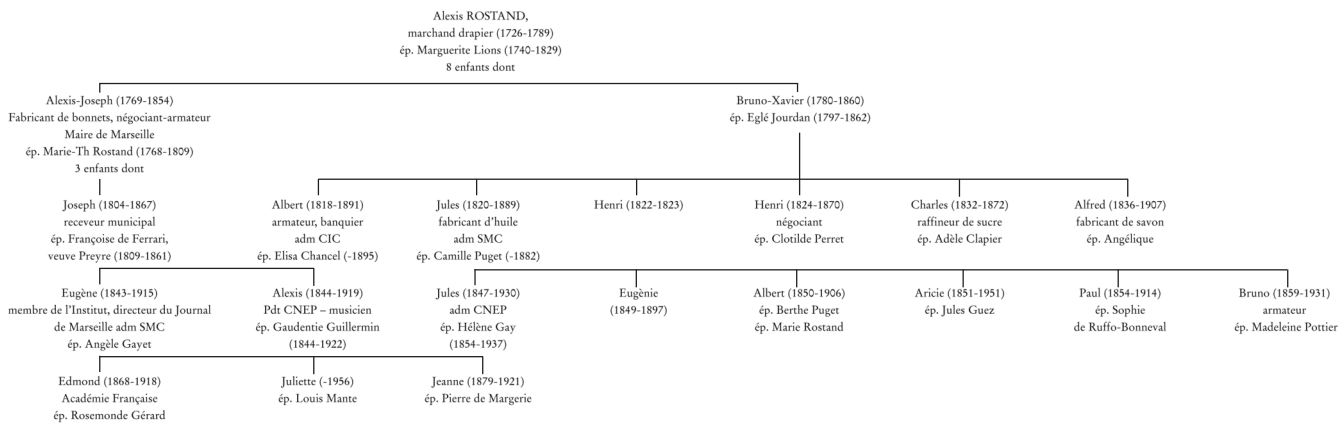 Alexis ROSTAND,
marchand drapier (1726-1789)
ép. Marguerite Lions (1740-1829)
8 enfants dont
Alexis-Joseph (1769-1854)
Fabricant de bonnets, négociant-armateur
Maire de Marseille
ép. Marie-Th Rostand (1768-1809)
3 enfants dont
Bruno-Xavier (1780-1860)
ép. Eglé Jourdan (1797-1862)
Joseph (1804-1867)
receveur municipal
ép. Françoise de Ferrari,
veuve Preyre (1809-1861)
Albert (1818-1891)
armateur, banquier
adm CIC
ép. Elisa Chancel (-1895)
Jules (1820-1889)
fabricant d'huile
adm SMC
ép. Camille Puget (-1882)
Henri (1822-1823)
Henri (1824-1870)
négociant
ép. Clotilde Perret
Charles (1832-1872)
raffineur de sucre
ép. Adèle Clapier
Alfred (1836-1907)
fabricant de savon
ép. Angélique
Eugène (1843-1915)
membre de l'Institut, directeur du Journal
de Marseille adm SMC
ép. Angèle Gayet
Alexis (1844-1919)
Pdt CNEP – musicien
ép. Gaudentie Guillermin
(1844-1922)
Jules (1847-1930)
adm CNEP
ép. Hélène Gay
(1854-1937)
Eugènie
(1849-1897)
Albert (1850-1906)
ép. Berthe Puget
ép. Marie Rostand
Aricie (1851-1951)
ép. Jules Guez
Paul (1854-1914)
ép. Sophie
de Ruffo-Bonneval
Bruno (1859-1931)
armateur
ép. Madeleine Pottier
Edmond (1868-1918)
Académie Française
ép. Rosemonde Gérard
Juliette (-1956)
ép. Louis Mante
Jeanne (1879-1921)
ép. Pierre de Margerie